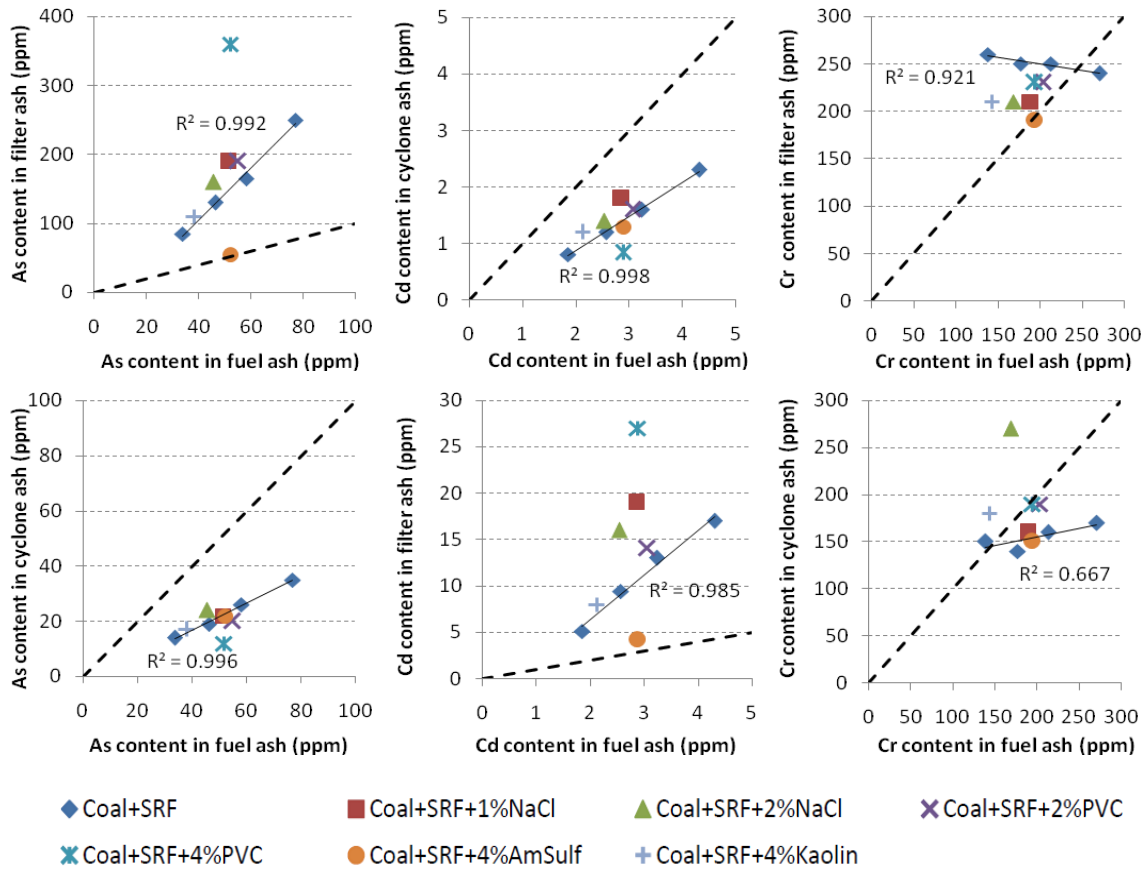 As content in filter ash (ppm)
400
300
200
100
0
R² = 0.992
0 20 40 60 80 100
As content in fuel ash (ppm)
Cd content in cyclone ash (ppm)
5
4
3
2
1
0
R² = 0.998
0 1 2 3 4 5
Cd content in fuel ash (ppm)
Cr content in filter ash (ppm)
300
250
200
150
100
50
0
R² = 0.921
0 50 100 150 200 250 300
Cr content in fuel ash (ppm)
As content in cyclone ash (ppm)
100
80
60
40
20
0
R² = 0.996
0 20 40 60 80 100
As content in fuel ash (ppm)
Cd content in filter ash (ppm)
30
25
20
15
10
5
0
R² = 0.985
0 1 2 3 4 5
Cd content in fuel ash (ppm)
Cr content in cyclone ash (ppm)
300
250
200
150
100
50
0
R² = 0.667
0 50 100 150 200 250 300
Cr content in fuel ash (ppm)
Coal+SRF Coal+SRF+1%NaCl Coal+SRF+2%NaCl Coal+SRF+2%PVC
Coal+SRF+4%PVC Coal+SRF+4%AmSulf Coal+SRF+4%Kaolin